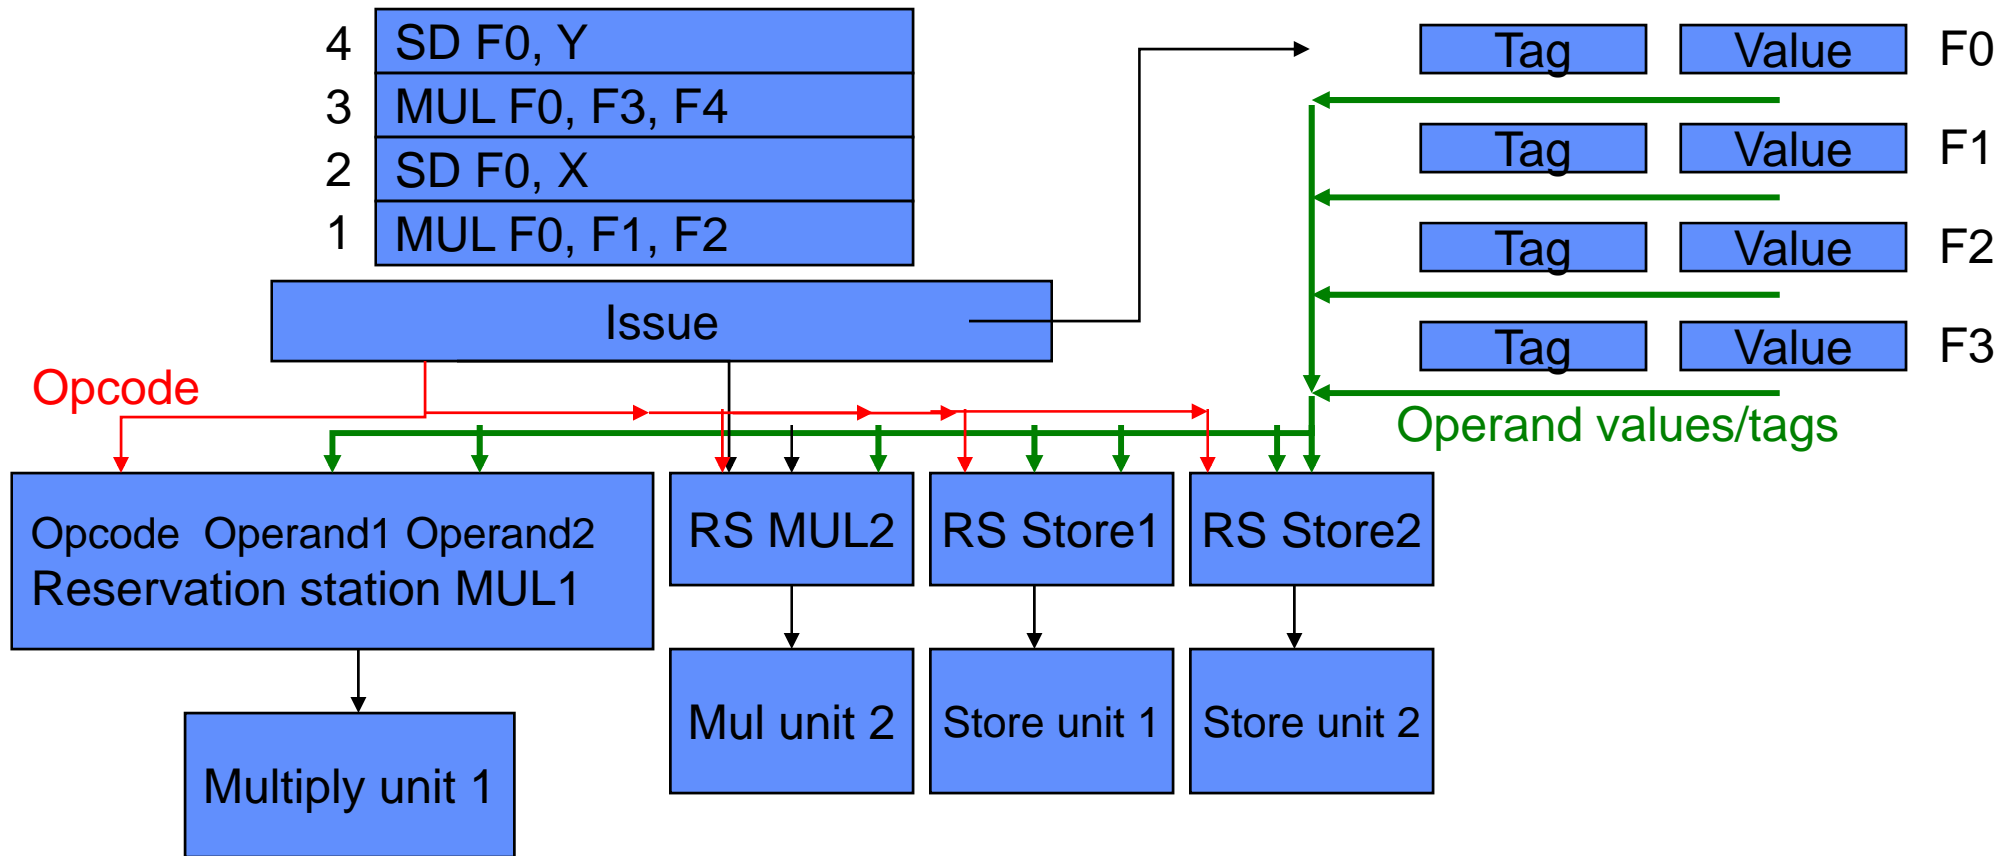 4 SD F0, Y
3 MUL F0, F3, F4
2 SD F0, X
1 MUL F0, F1, F2
Issue
Tag Value F0
Tag Value F1
Tag Value F2
Tag Value F3
Opcode
Operand values/tags
Opcode Operand1 Operand2
Reservation station MUL1
RS MUL2
RS Store1
RS Store2
Multiply unit 1
Mul unit 2
Store unit 1
Store unit 2